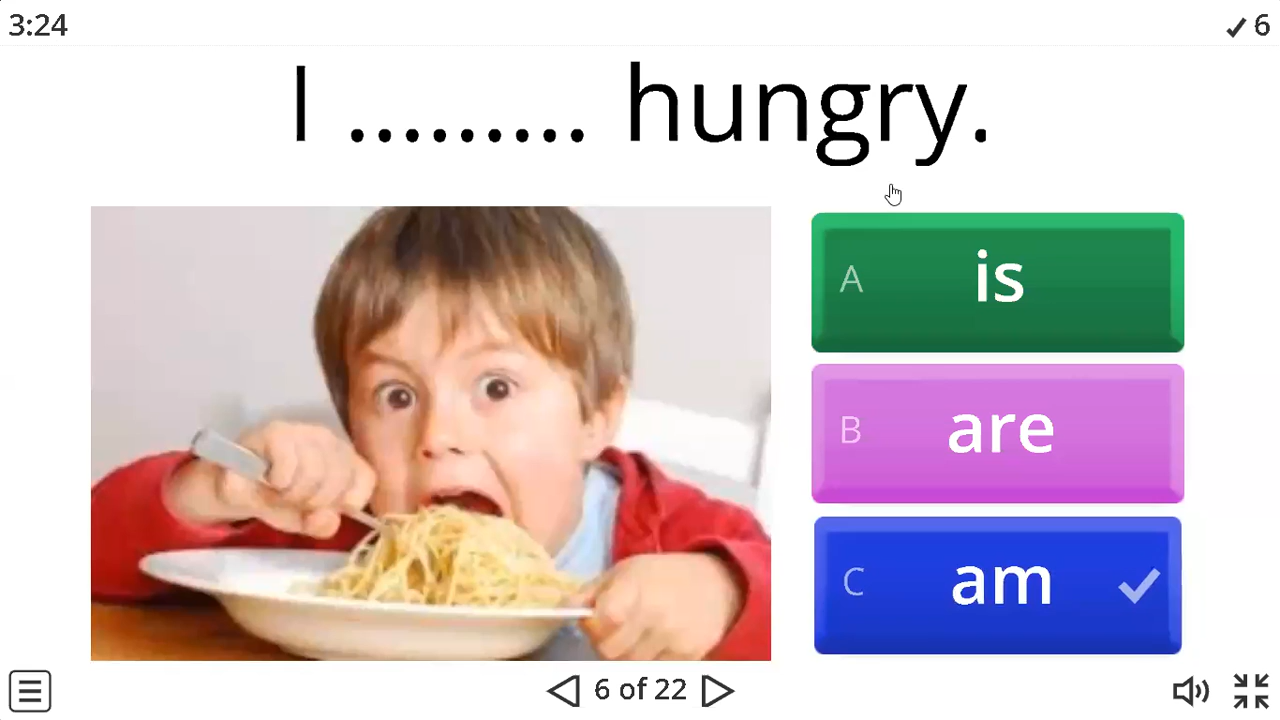 3:24
✓ 6
I ......... hungry.
A is
B are
C am
6 of 22